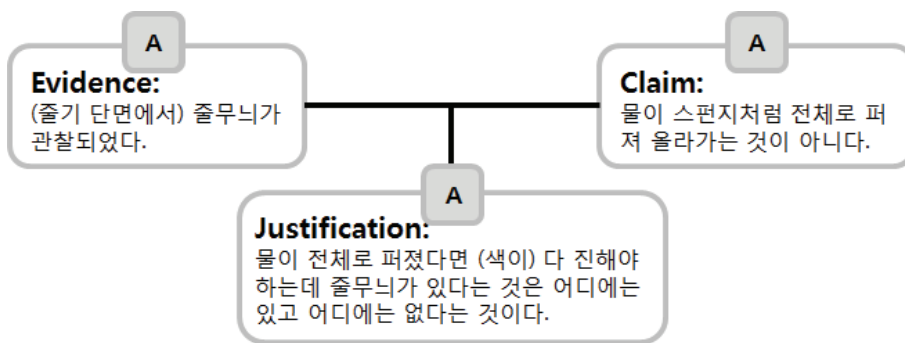 A
Evidence:
(줄기 단면에서) 줄무늬가
관찰되었다.
A
Claim:
물이 스펀지처럼 전체로 퍼
져 올라가는 것이 아니다.
A
Justification:
물이 전체로 퍼졌다면 (색이) 다 진해야
하는데 줄무늬가 있다는 것은 어디에는
있고 어디에는 없다는 것이다.